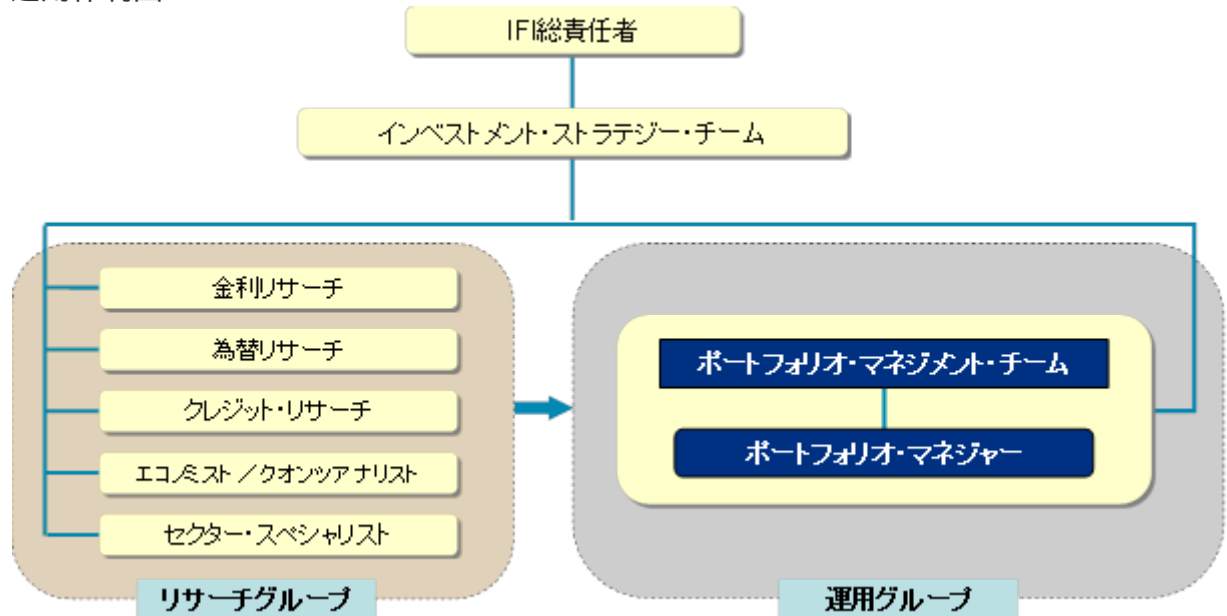 IFI総責任者
インベストメント・ストラテジー・チーム
金利リサーチ
為替リサーチ
クレジット・リサーチ
エコノミスト／クオンツアナリスト
セクター・スペシャリスト
リサーチグループ
ポートフォリオ・マネジメント・チーム
ポートフォリオ・マネジャー
運用グループ